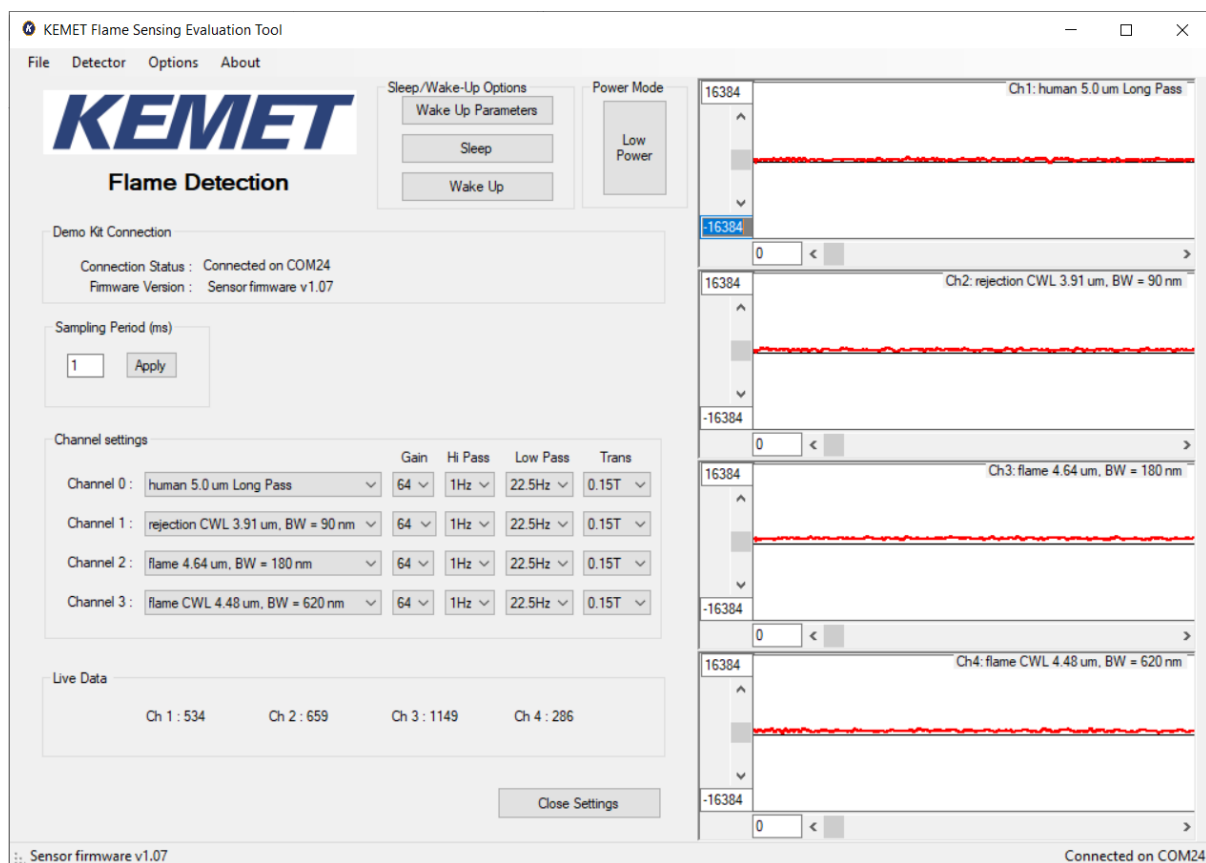 KEMET Flame Sensing Evaluation Tool
File Detector Options About
KEMET
Flame Detection
Sleep/Wake-Up Options
Wake Up Parameters
Sleep
Wake Up
Power Mode
Low
Power
Demo Kit Connection
Connection Status : Connected on COM24
Firmware Version : Sensor firmware v1.07
Sampling Period (ms)
1 Apply
Channel settings
Gain Hi Pass Low Pass Trans
Channel 0 : human 5.0 um Long Pass 64 1Hz 22.5Hz 0.15T
Channel 1 : rejection CWL 3.91 um, BW = 90 nm 64 1Hz 22.5Hz 0.15T
Channel 2 : flame 4.64 um, BW = 180 nm 64 1Hz 22.5Hz 0.15T
Channel 3 : flame CWL 4.48 um, BW = 620 nm 64 1Hz 22.5Hz 0.15T
Live Data
Ch 1 : 534 Ch 2 : 659 Ch 3 : 1149 Ch 4 : 286
Close Settings
16384 Ch1: human 5.0 um Long Pass
-16384
0
16384 Ch2: rejection CWL 3.91 um, BW = 90 nm
-16384
0
16384 Ch3: flame 4.64 um, BW = 180 nm
-16384
0
16384 Ch4: flame CWL 4.48 um, BW = 620 nm
-16384
0
Sensor firmware v1.07 Connected on COM24